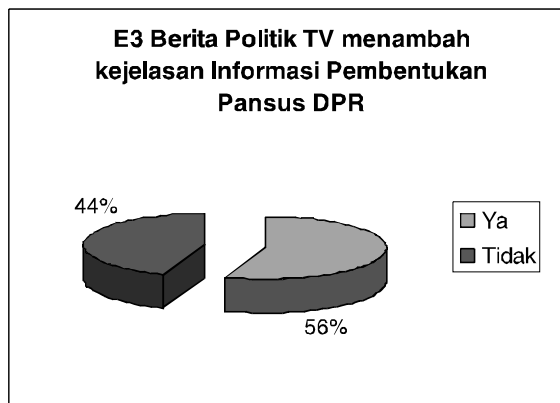 E3 Berita Politik TV menambah
kejelasan Informasi Pembentukan
Pansus DPR
44%
Ya
Tidak
56%